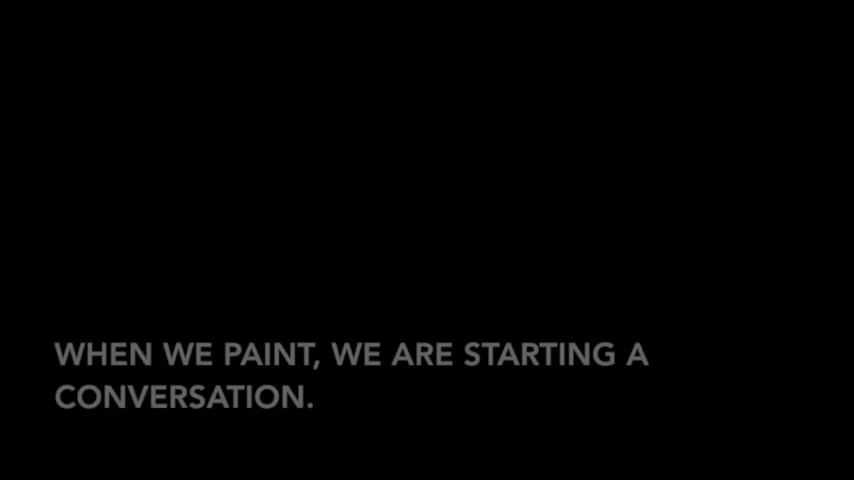 WHEN WE PAINT, WE ARE STARTING A
CONVERSATION.